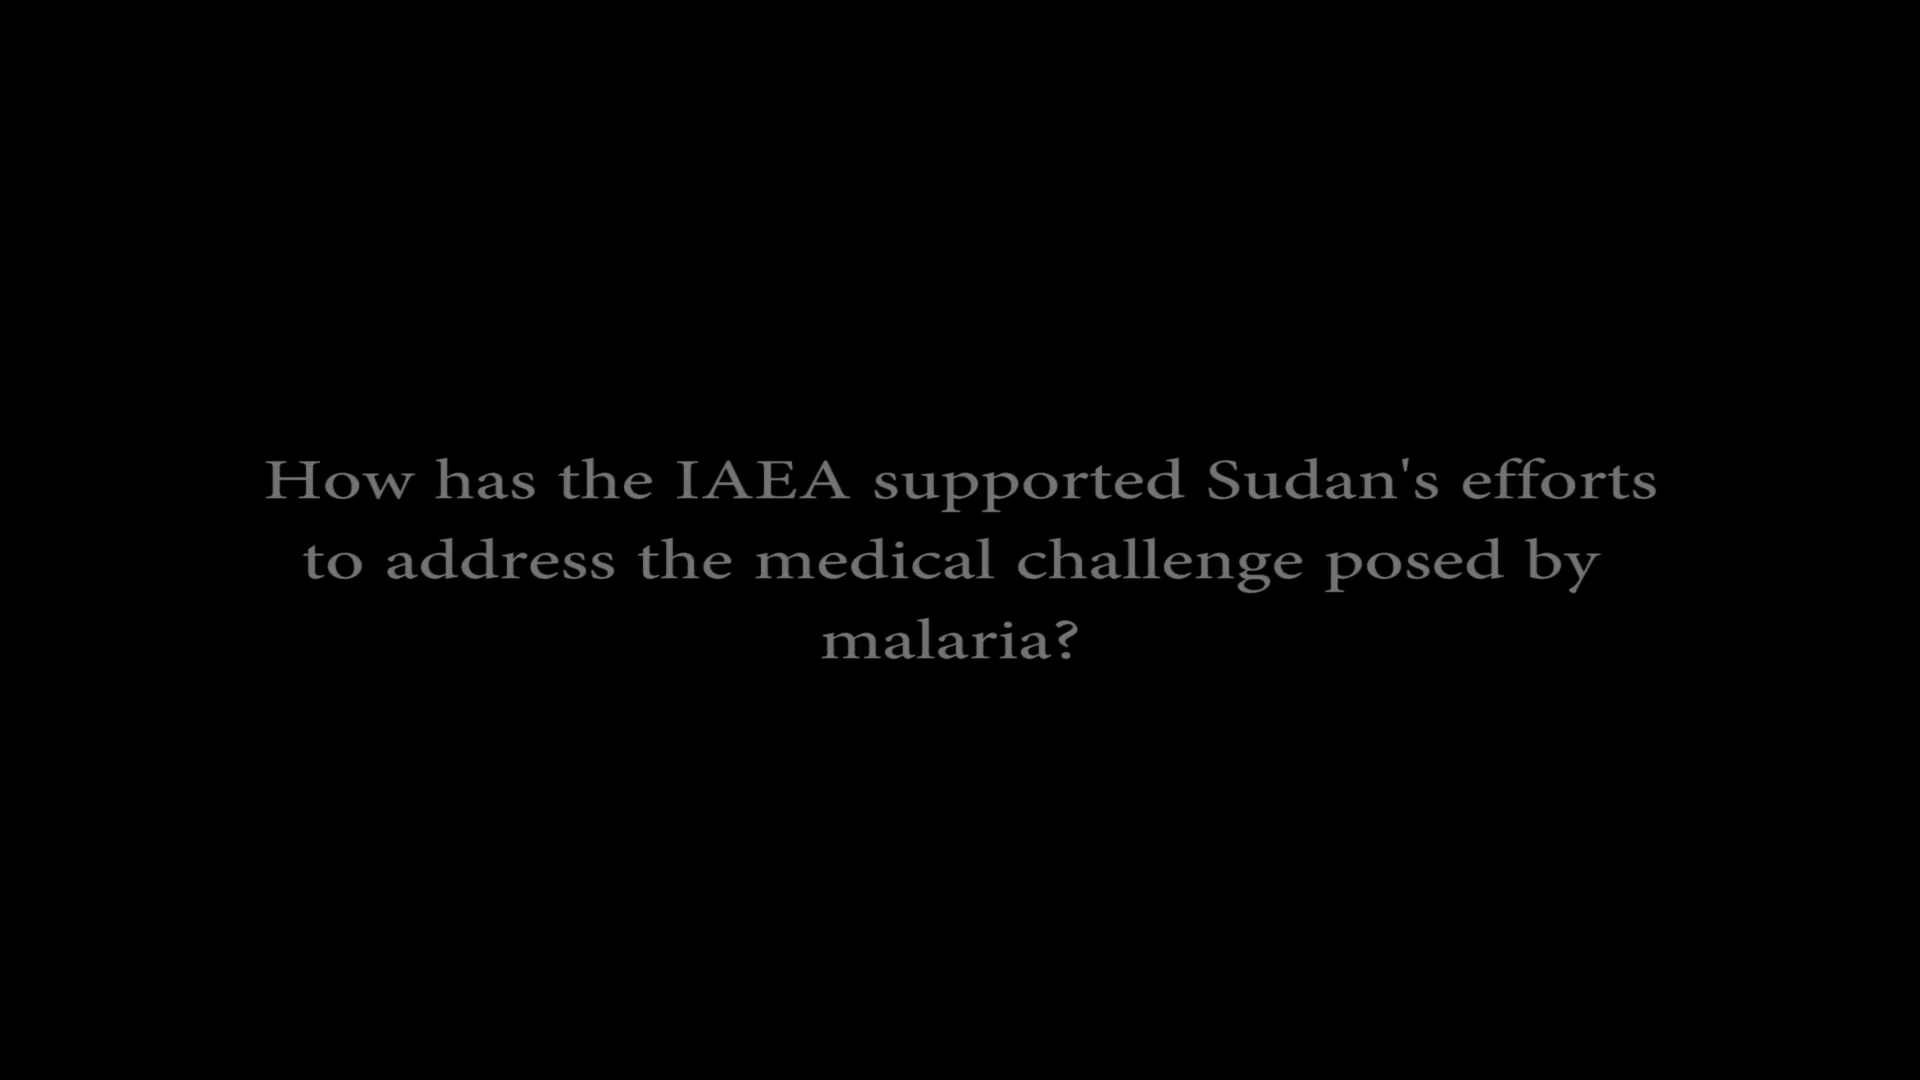 How has the IAEA supported Sudan's efforts
to address the medical challenge posed by
malaria?